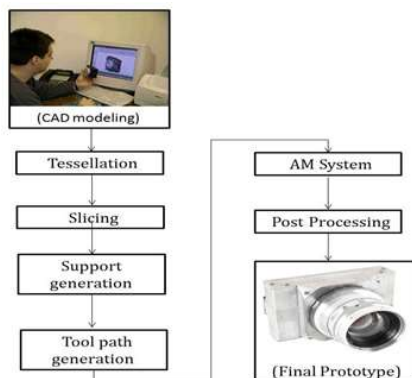 (CAD modeling)
Tessellation
Slicing
Support
generation
Tool path
generation
AM System
Post Processing
(Final Prototype)